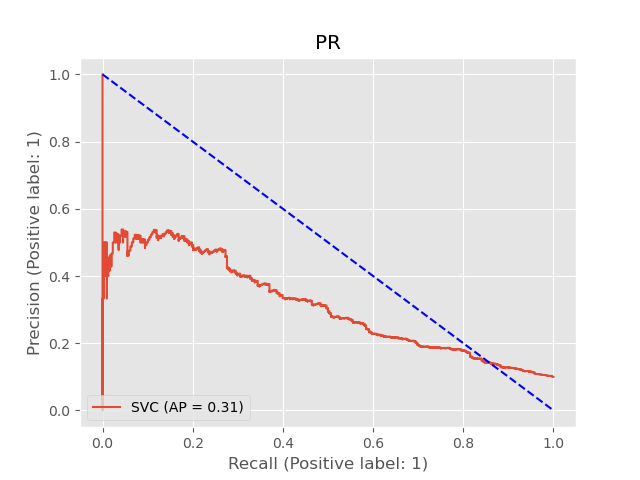 PR
Precision (Positive label: 1)
1.0
0.8
0.6
0.4
0.2
0.0
SVC (AP = 0.31)
0.0 0.2 0.4 0.6 0.8 1.0
Recall (Positive label: 1)